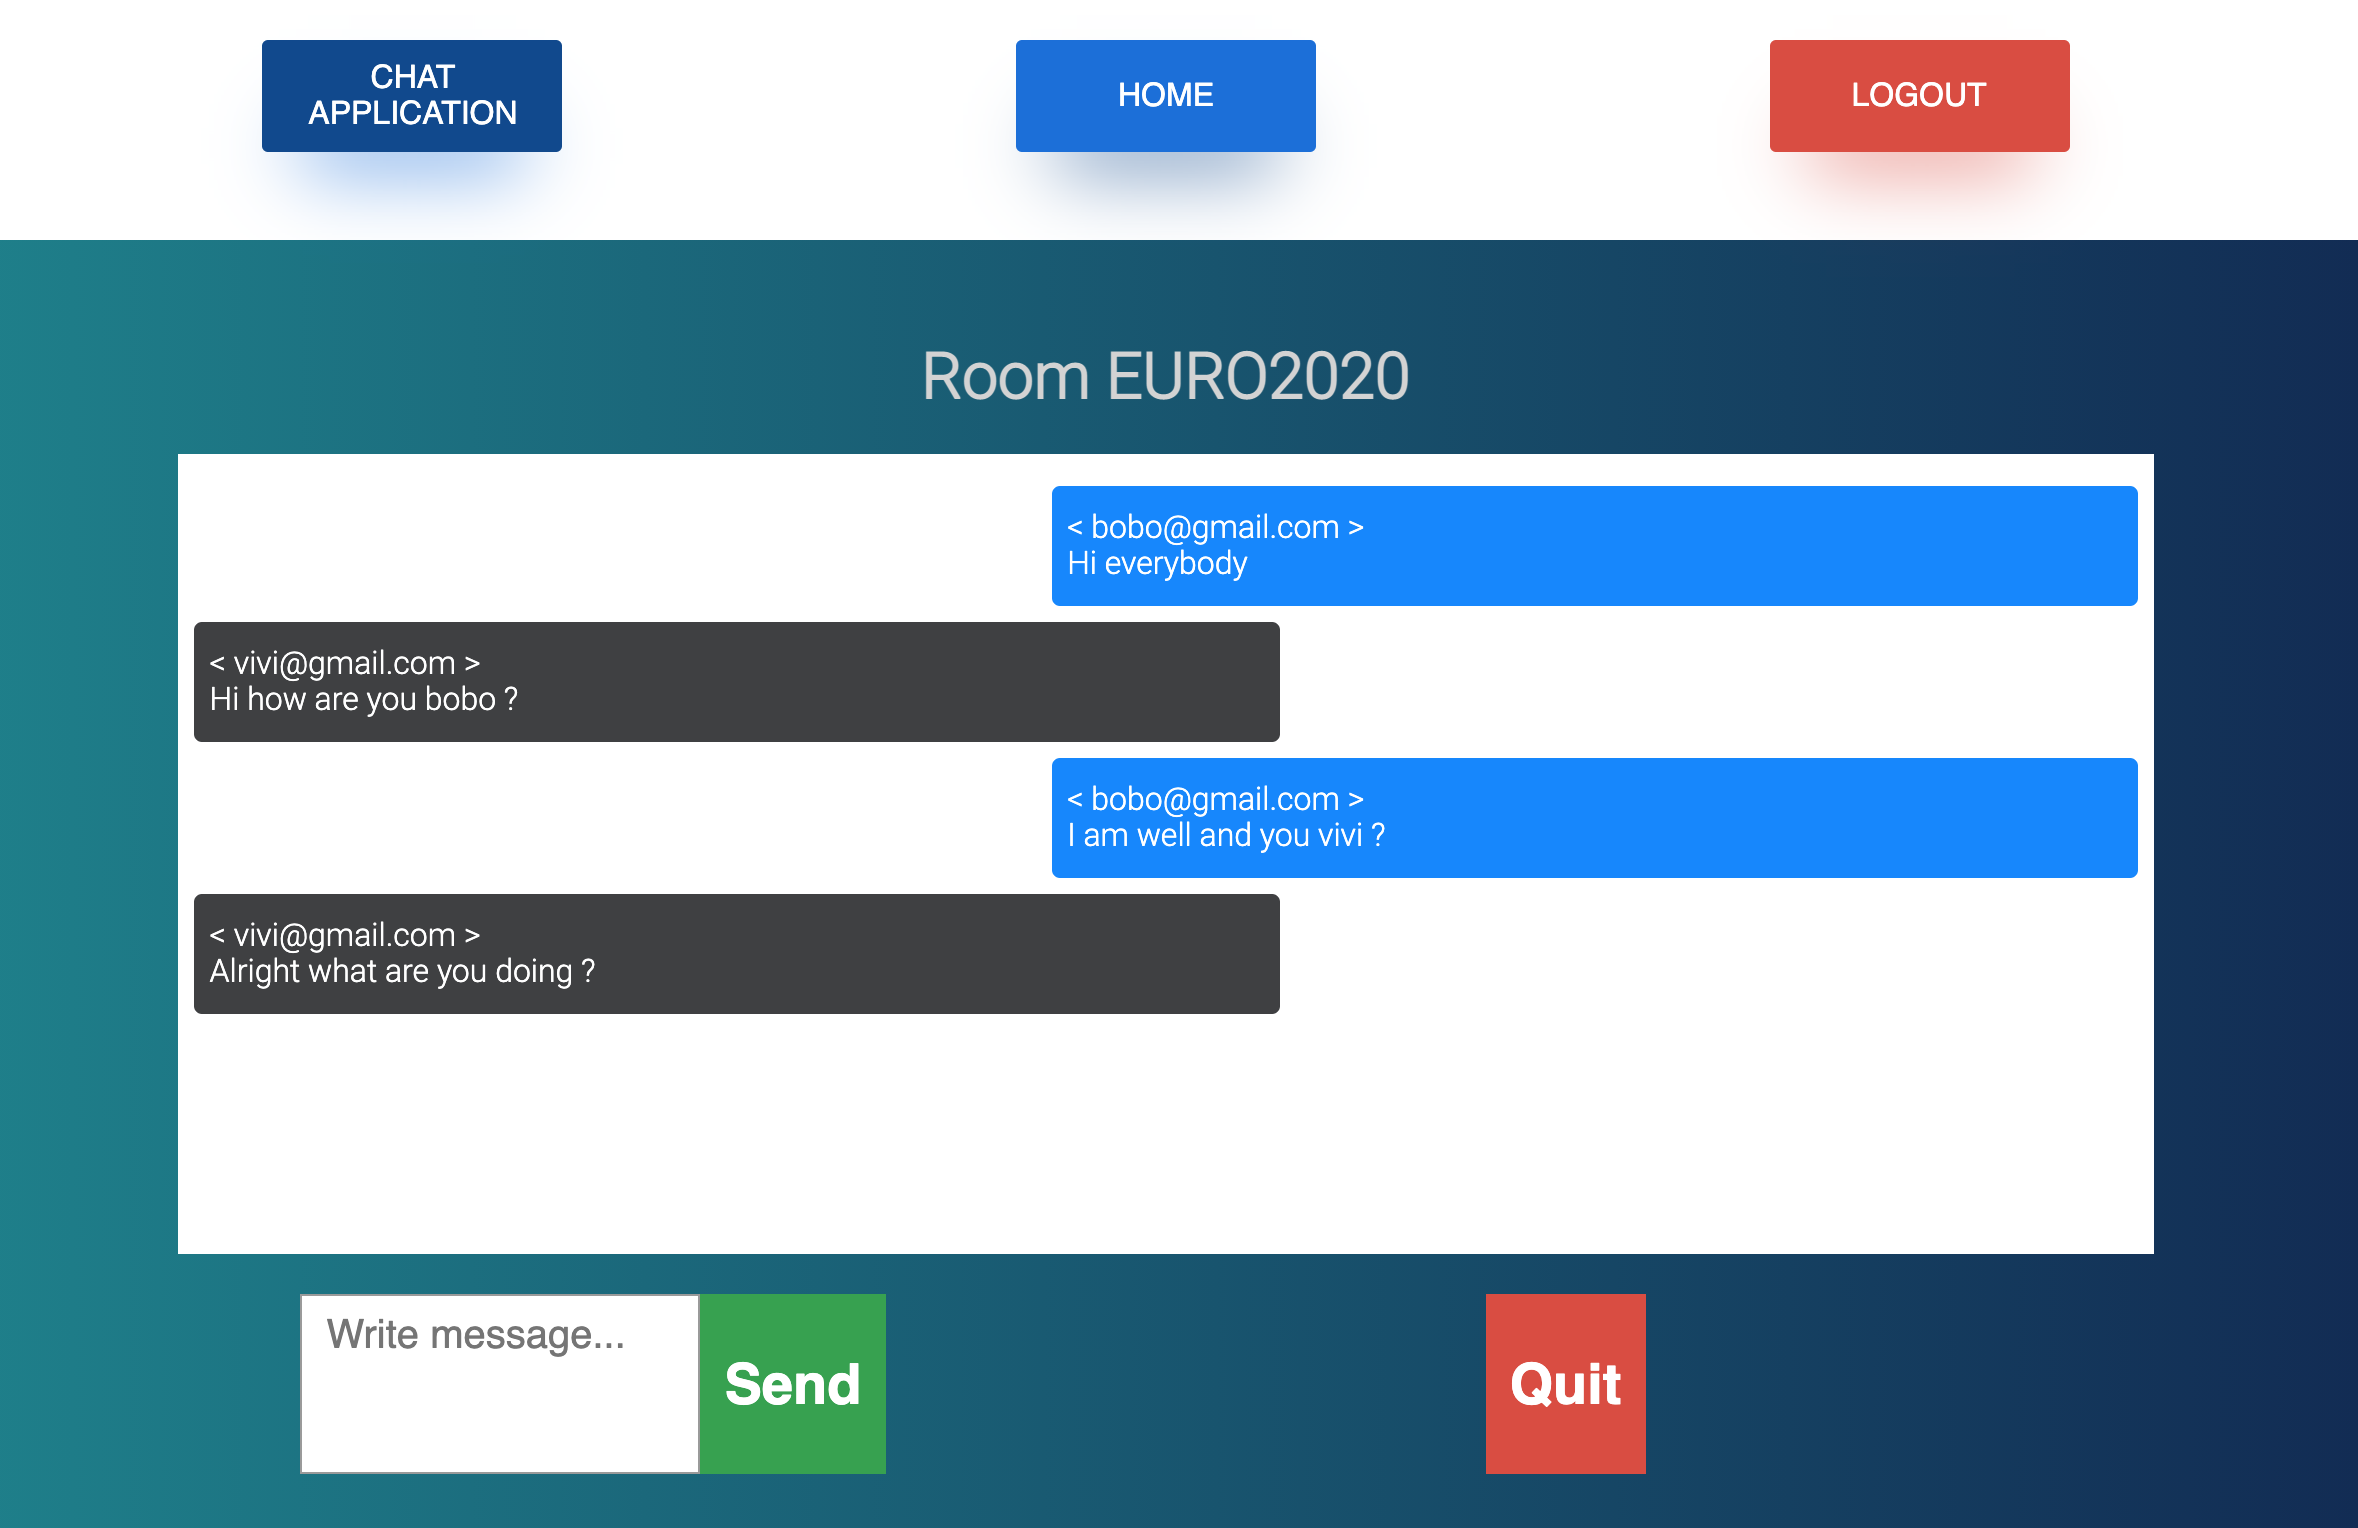 CHAT
APPLICATION
HOME
LOGOUT
Room EURO2020
< bobo@gmail.com >
Hi everybody
< vivi@gmail.com >
Hi how are you bobo ?
< bobo@gmail.com >
I am well and you vivi ?
< vivi@gmail.com >
Alright what are you doing ?
Write message...
Send
Quit